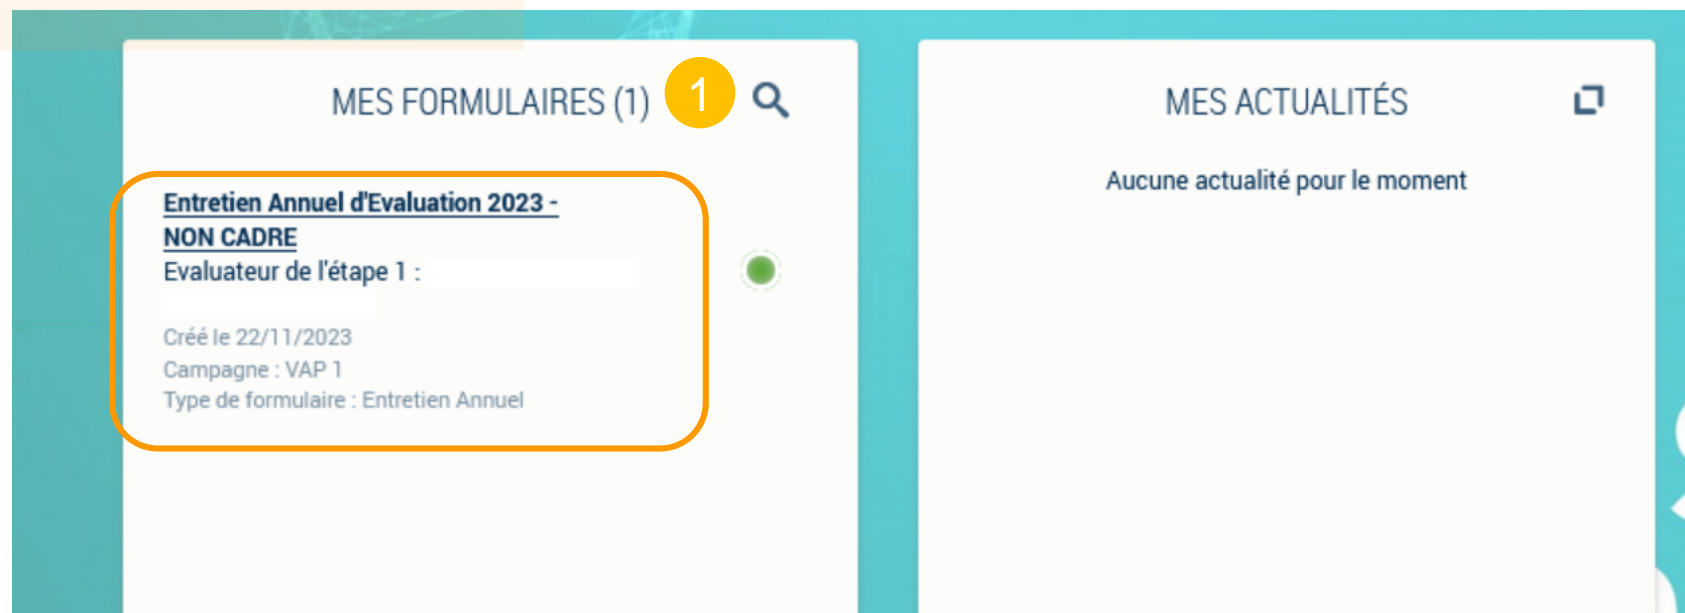 MES FORMULAIRES (1)
1
Entretien Annuel d'Evaluation 2023 -
NON CADRE
Evaluateur de l'étape 1 :
Créé le 22/11/2023
Campagne : VAP 1
Type de formulaire : Entretien Annuel
MES ACTUALITÉS
Aucune actualité pour le moment